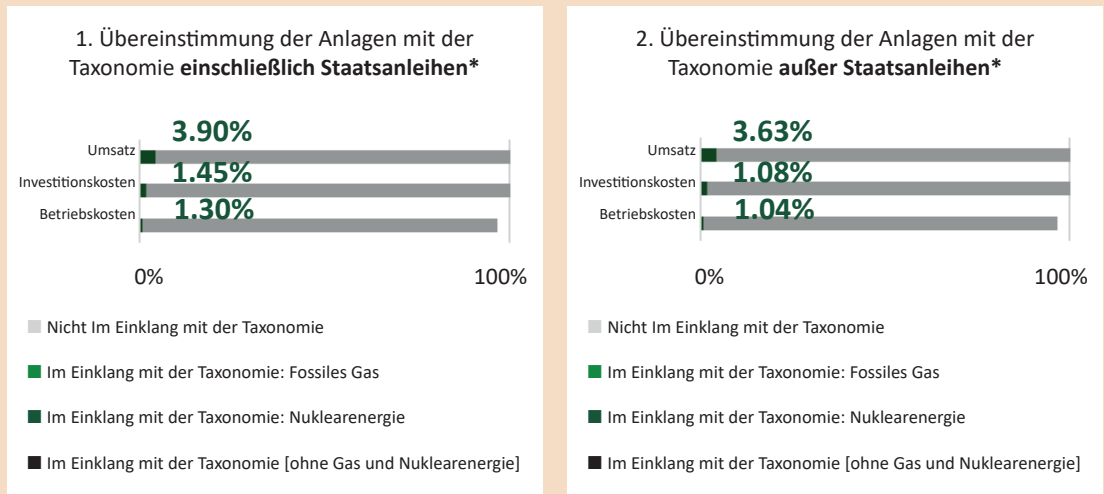 1. Übereinstimmung der Anlagen mit der
Taxonomie einschließlich Staatsanleihen*
3.90%
Umsatz
1.45%
Investitionskosten
1.30%
Betriebskosten
0%
100%
Nicht Im Einklang mit der Taxonomie
Im Einklang mit der Taxonomie: Fossiles Gas
Im Einklang mit der Taxonomie: Nuklearenergie
Im Einklang mit der Taxonomie [ohne Gas und Nuklearenergie]
2. Übereinstimmung der Anlagen mit der
Taxonomie außer Staatsanleihen*
3.63%
Umsatz
1.08%
Investitionskosten
1.04%
Betriebskosten
0%
100%
Nicht Im Einklang mit der Taxonomie
Im Einklang mit der Taxonomie: Fossiles Gas
Im Einklang mit der Taxonomie: Nuklearenergie
Im Einklang mit der Taxonomie [ohne Gas und Nuklearenergie]